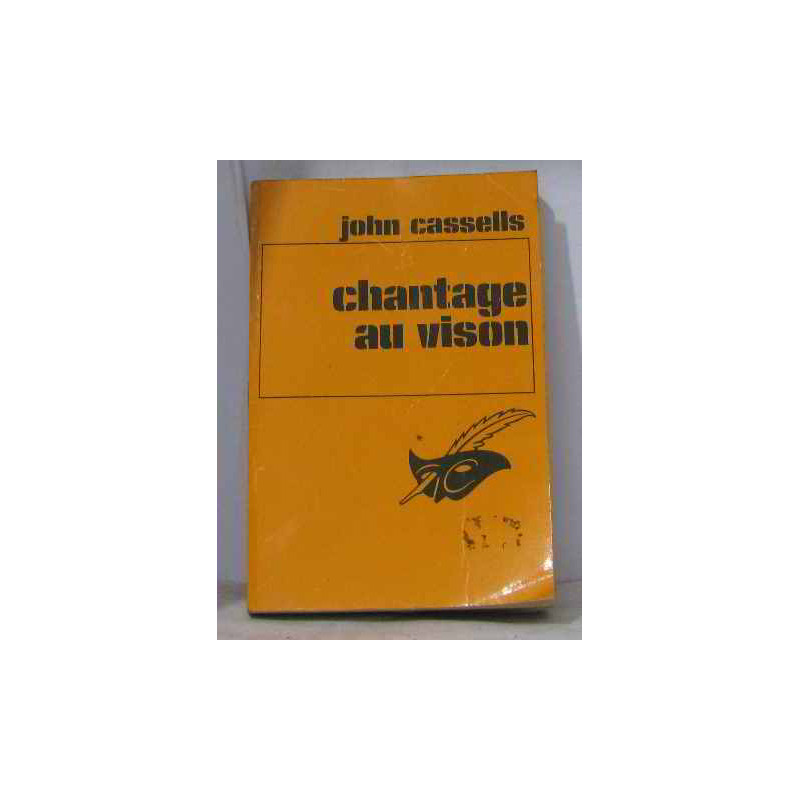 john cassells
chantage
au vison